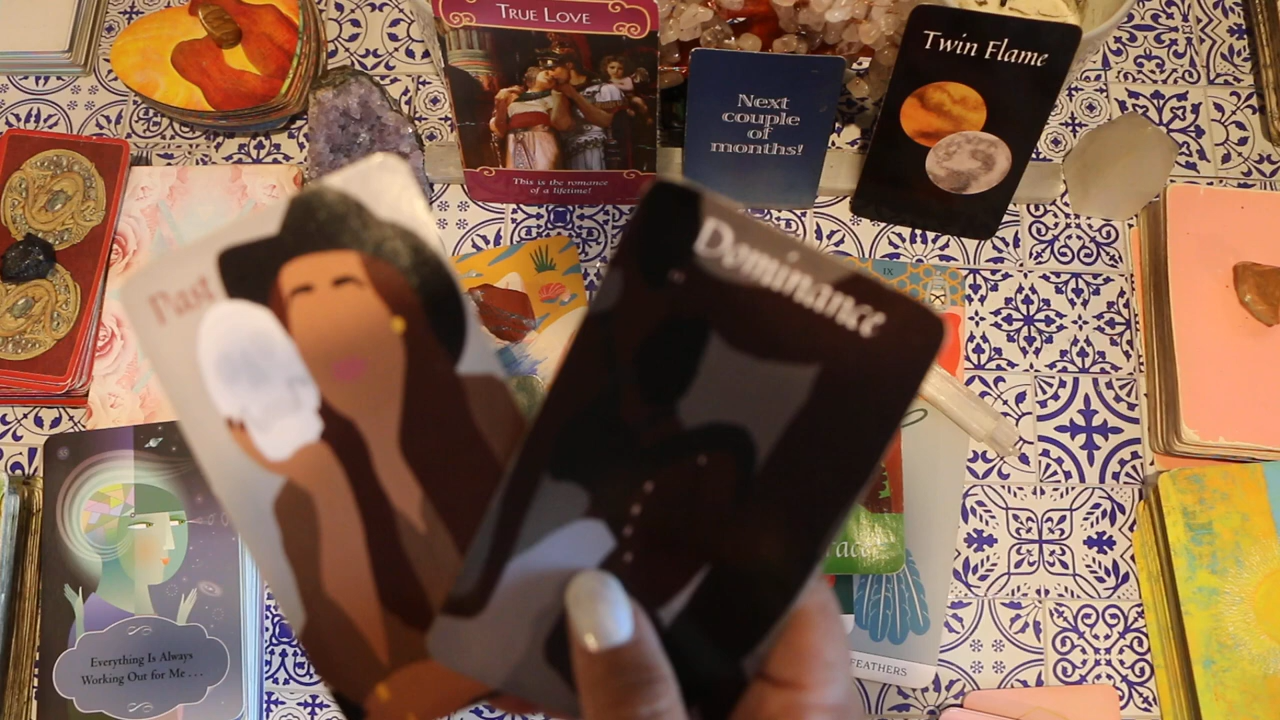 TRUE LOVE
This is the romance
of a lifetime!
Next
couple
of
months!
Twin Flame
Past
Dominance
IX
FEATHERS
Everything Is Always
Working Out for Me...